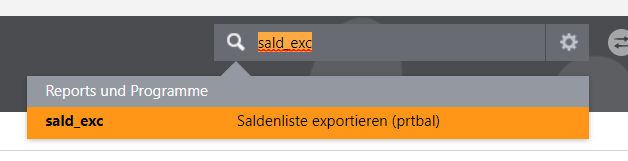 sald_exc
Reports und Programme
sald_exc Saldenliste exportieren (prtbal)